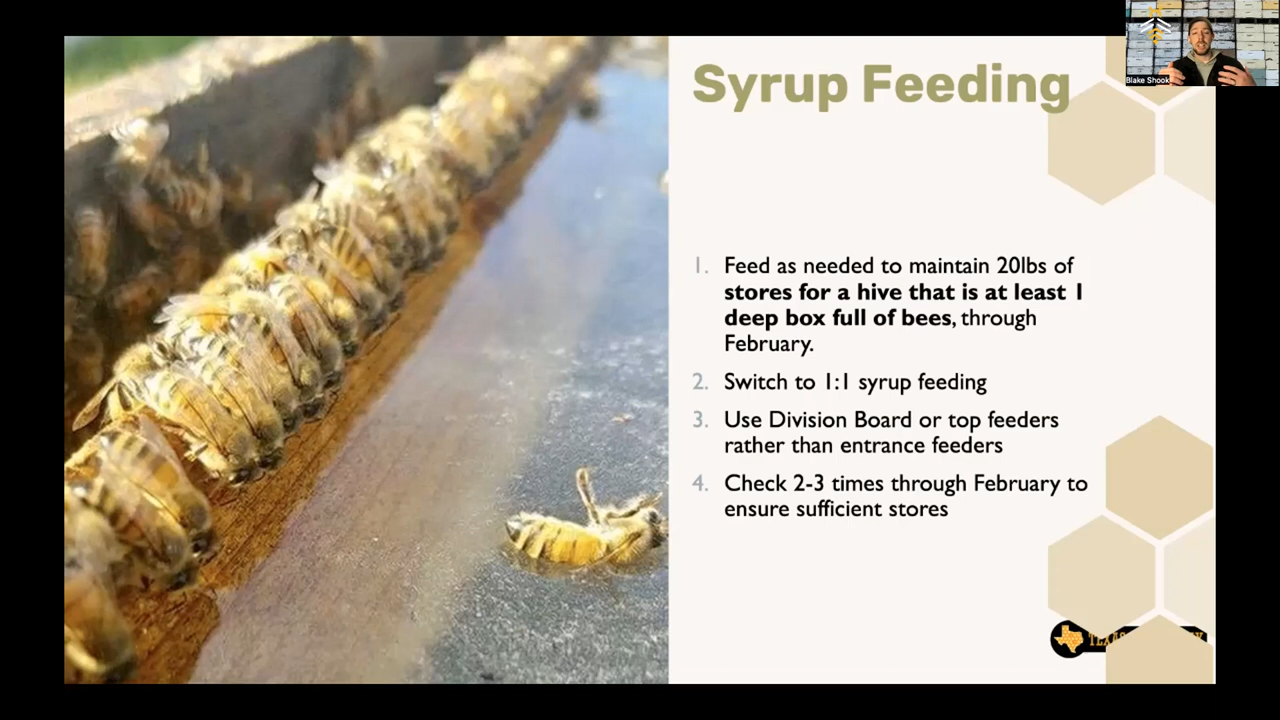 Blake Shook
Syrup Feeding
1. Feed as needed to maintain 20lbs of
stores for a hive that is at least 1
deep box full of bees, through
February.
2. Switch to 1:1 syrup feeding
3. Use Division Board or top feeders
rather than entrance feeders
4. Check 2-3 times through February to
ensure sufficient stores